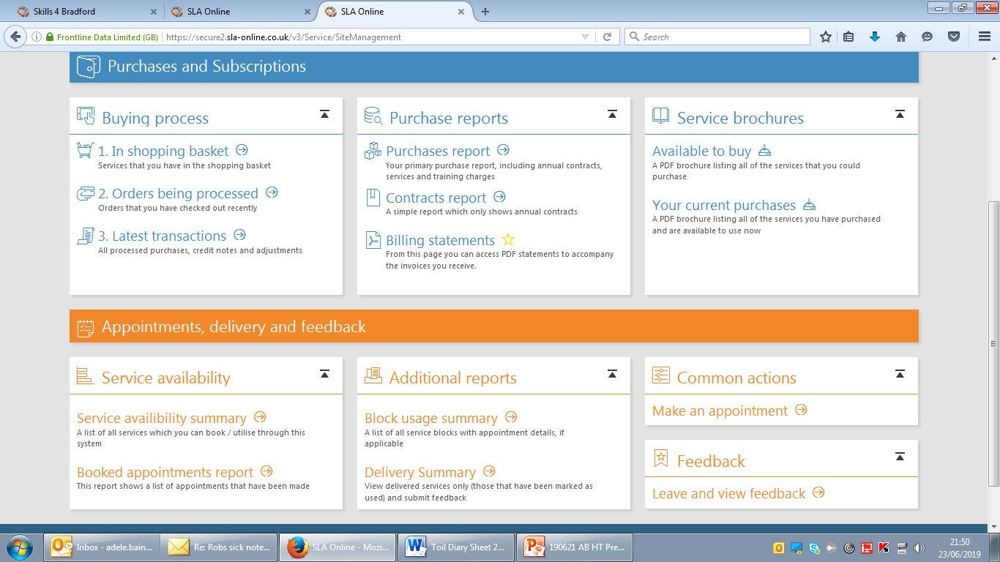 Skills 4 Bradford
SLA Online
SLA Online
Frontline Data Limited (GB)
https://secure2.sla-online.co.uk/v3/Service/SiteManagement
Search
Purchases and Subscriptions
Buying process
1. In shopping basket
Services that you have in the shopping basket
2. Orders being processed
Orders that you have checked out recently
3. Latest transactions
All processed purchases, credit notes and adjustments
Purchase reports
Purchases report
Your primary purchase report, including annual contracts,
services and training charges
Contracts report
A simple report which only shows annual contracts
Billing statements
From this page you can access PDF statements to accompany
the invoices you receive.
Service brochures
Available to buy
A PDF brochure listing all of the services that you could
purchase
Your current purchases
A PDF brochure listing all of the services you have purchased
and are available to use now
Appointments, delivery and feedback
Service availability
Service availibility summary
A list of all services which you can book / utilise through this
system
Booked appointments report
This report shows a list of appointments that have been made
Additional reports
Block usage summary
A list of all service blocks with appointment details, if
applicable
Delivery Summary
View delivered services only (those that have been marked as
used) and submit feedback
Common actions
Make an appointment
Feedback
Leave and view feedback
Inbox - adele.bain...
Re: Robs sick note...
SLA Online - Mozi...
Toil Diary Sheet 2...
190621 AB HT Pre...
21:50
23/06/2019